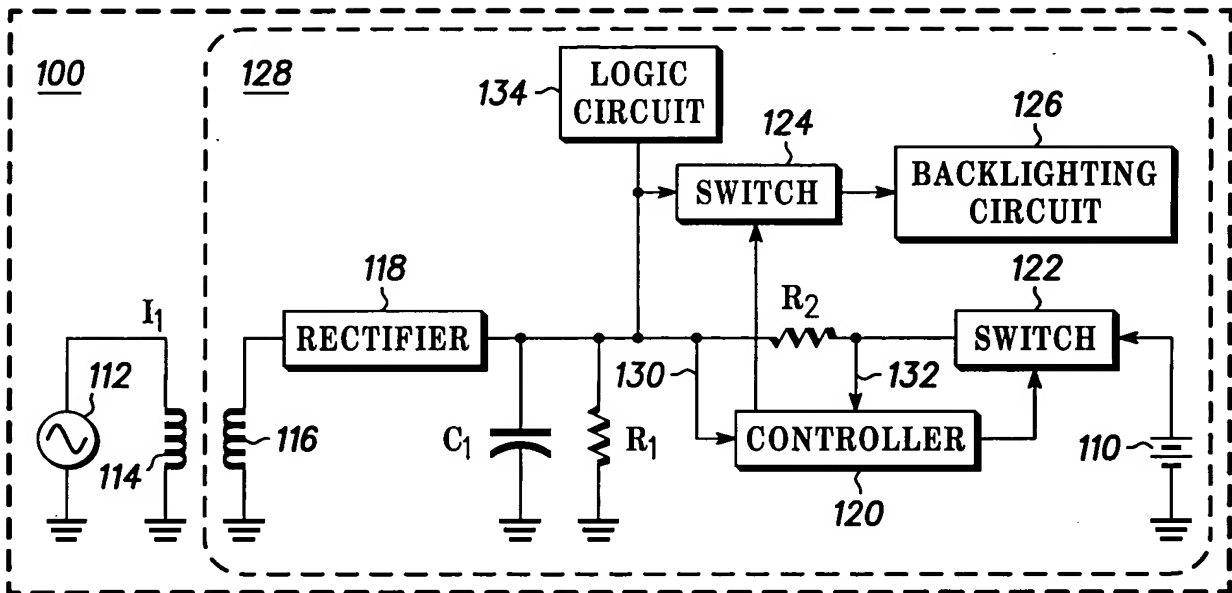 100
128
134
LOGIC
CIRCUIT
124
SWITCH
126
BACKLIGHTING
CIRCUIT
118
RECTIFIER
I1
R2
122
SWITCH
130
132
112
114
116
C1
R1
CONTROLLER
120
110